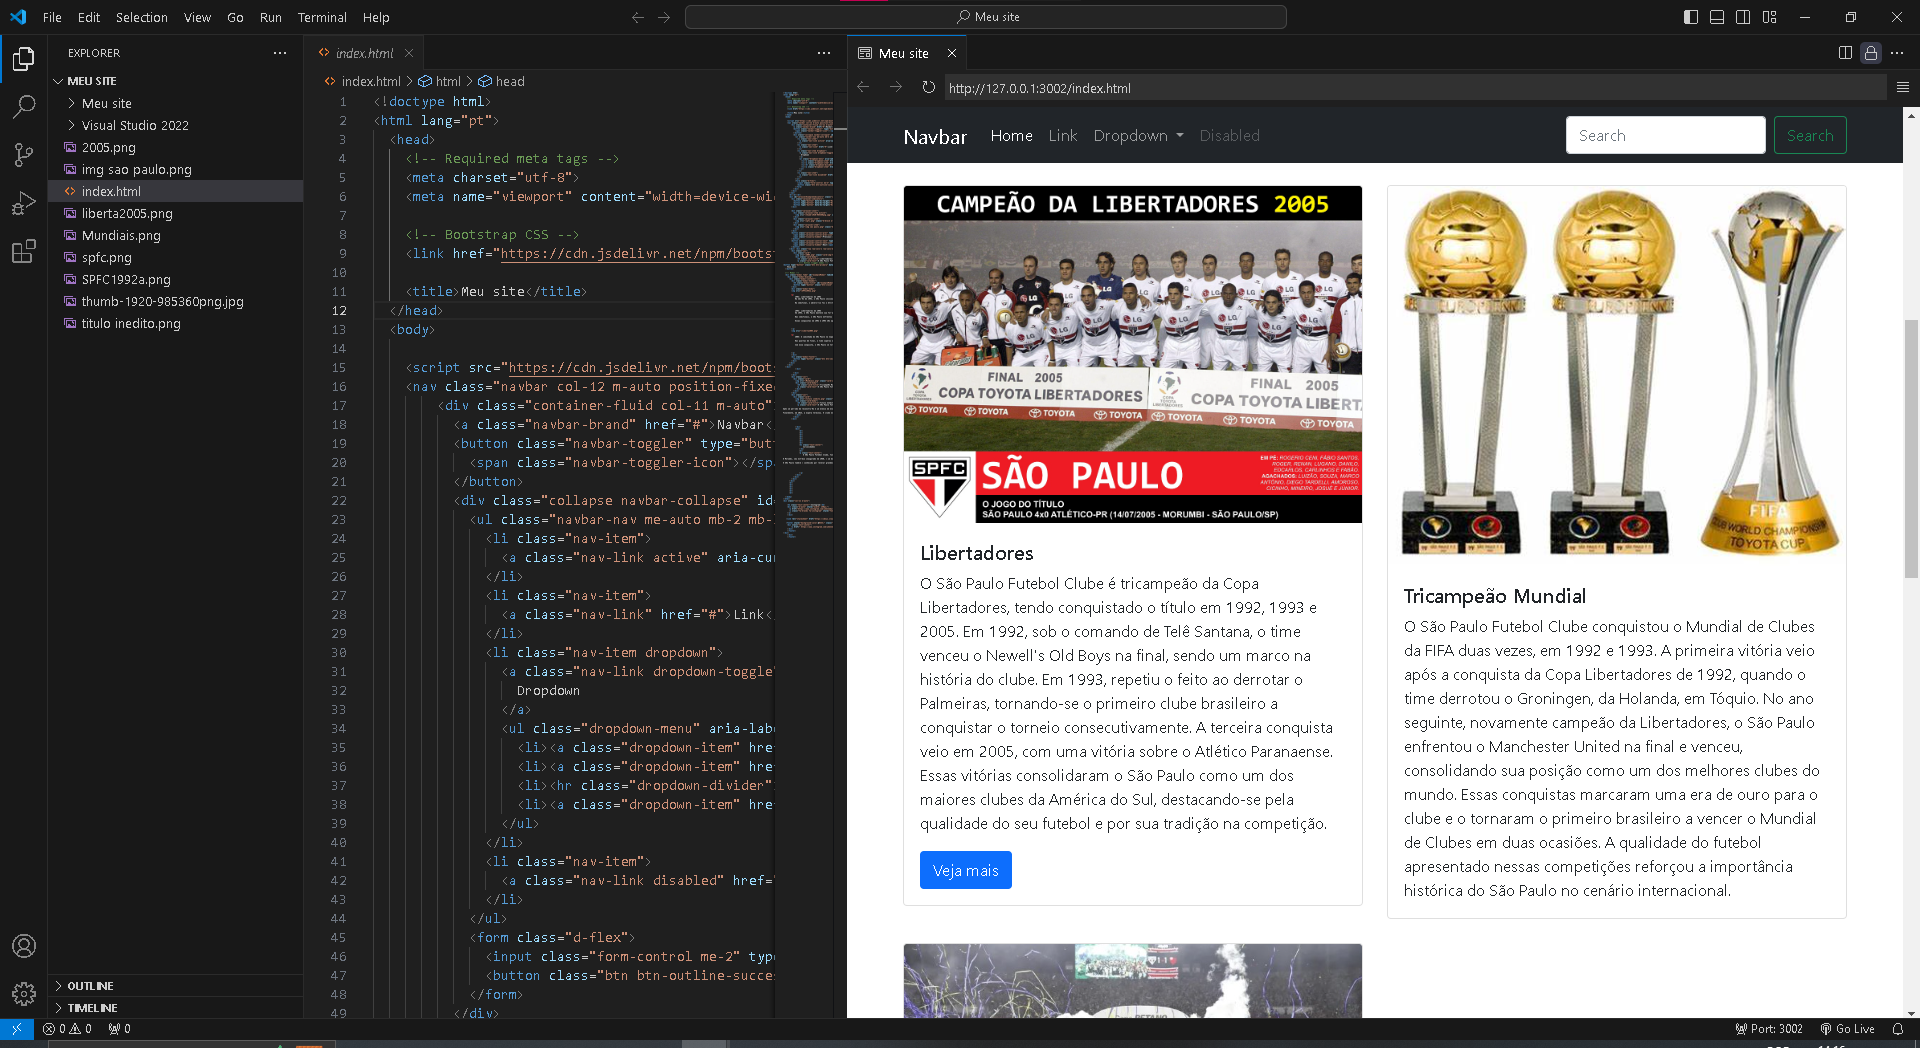 File Edit Selection View Go Run Terminal Help
Meu site
EXPLORER
MEU SITE
Meu site
Visual Studio 2022
2005.png
img sao paulo.png
index.html
liberta2005.png
Mundiais.png
spfc.png
SPFC1992a.png
thumb-1920-985360png.jpg
titulo inedito.png
OUTLINE
TIMELINE
index.html
index.html > html > head
1 <!doctype html>
2 <html lang="pt">
3 <head>
4 <!-- Required meta tags -->
5 <meta charset="utf-8">
6 <meta name="viewport" content="width=device-wi
7
8 <!-- Bootstrap CSS -->
9 <link href="https://cdn.jsdelivr.net/npm/boots
10
11 <title>Meu site</title>
12 </head>
13 <body>
14
15 <script src="https://cdn.jsdelivr.net/npm/boot
16 <nav class="navbar col-12 m-auto position-fixe
17 <div class="container-fluid col-11 m-auto"
18 <a class="navbar-brand" href="#">Navbar<
19 <button class="navbar-toggler" type="but
20 <span class="navbar-toggler-icon"></sp
21 </button>
22 <div class="collapse navbar-collapse" id
23 <ul class="navbar-nav me-auto mb-2 mb-
24 <li class="nav-item">
25 <a class="nav-link active" aria-cu
26 </li>
27 <li class="nav-item">
28 <a class="nav-link" href="#">Link<
29 </li>
30 <li class="nav-item dropdown">
31 <a class="nav-link dropdown-toggle
32 Dropdown
33 </a>
34 <ul class="dropdown-menu" aria-lab
35 <li><a class="dropdown-item" hre
36 <li><a class="dropdown-item" hre
37 <li><hr class="dropdown-divider"
38 <li><a class="dropdown-item" hre
39 </ul>
40 </li>
41 <li class="nav-item">
42 <a class="nav-link disabled" href="
43 </li>
44 </ul>
45 <form class="d-flex">
46 <input class="form-control me-2" typ
47 <button class="btn btn-outline-succe
48 </form>
49 </div>
Meu site
http://127.0.0.1:3002/index.html
Navbar Home Link Dropdown Disabled Search Search
CAMPEÃO DA LIBERTADORES 2005
FINAL 2005
COPA TOYOTA LIBERTADORES
FINAL 2005
COPA TOYOTA LIBERT
TOYOTA TOYOTA TOYOTA TOYOTA TOYOTA TOYOTA
SPFC
SÃO PAULO
EM PÉ: ROGERIO CENI, FÁBIO SANTOS,
O JOGO DO TÍTULO
SÃO PAULO 4x0 ATLÉTICO-PR (14/07/2005 - MORUMBI - SÃO PAULO/SP)
Libertadores
O São Paulo Futebol Clube é tricampeão da Copa
Libertadores, tendo conquistado o título em 1992, 1993 e
2005. Em 1992, sob o comando de Telê Santana, o time
venceu o Newell's Old Boys na final, sendo um marco na
história do clube. Em 1993, repetiu o feito ao derrotar o
Palmeiras, tornando-se o primeiro clube brasileiro a
conquistar o torneio consecutivamente. A terceira conquista
veio em 2005, com uma vitória sobre o Atlético Paranaense.
Essas vitórias consolidaram o São Paulo como um dos
maiores clubes da América do Sul, destacando-se pela
qualidade do seu futebol e por sua tradição na competição.
Veja mais
FIFA
CLUB WORLD CHAMPIONSHIP
TOYOTA CUP
Tricampeão Mundial
O São Paulo Futebol Clube conquistou o Mundial de Clubes
da FIFA duas vezes, em 1992 e 1993. A primeira vitória veio
após a conquista da Copa Libertadores de 1992, quando o
time derrotou o Groningen, da Holanda, em Tóquio. No ano
seguinte, novamente campeão da Libertadores, o São Paulo
enfrentou o Manchester United na final e venceu,
consolidando sua posição como um dos melhores clubes do
mundo. Essas conquistas marcaram uma era de ouro para o
clube e o tornaram o primeiro brasileiro a vencer o Mundial
de Clubes em duas ocasiões. A qualidade do futebol
apresentado nessas competições reforçou a importância
histórica do São Paulo no cenário internacional.
0 0 0
Port: 3002 Go Live